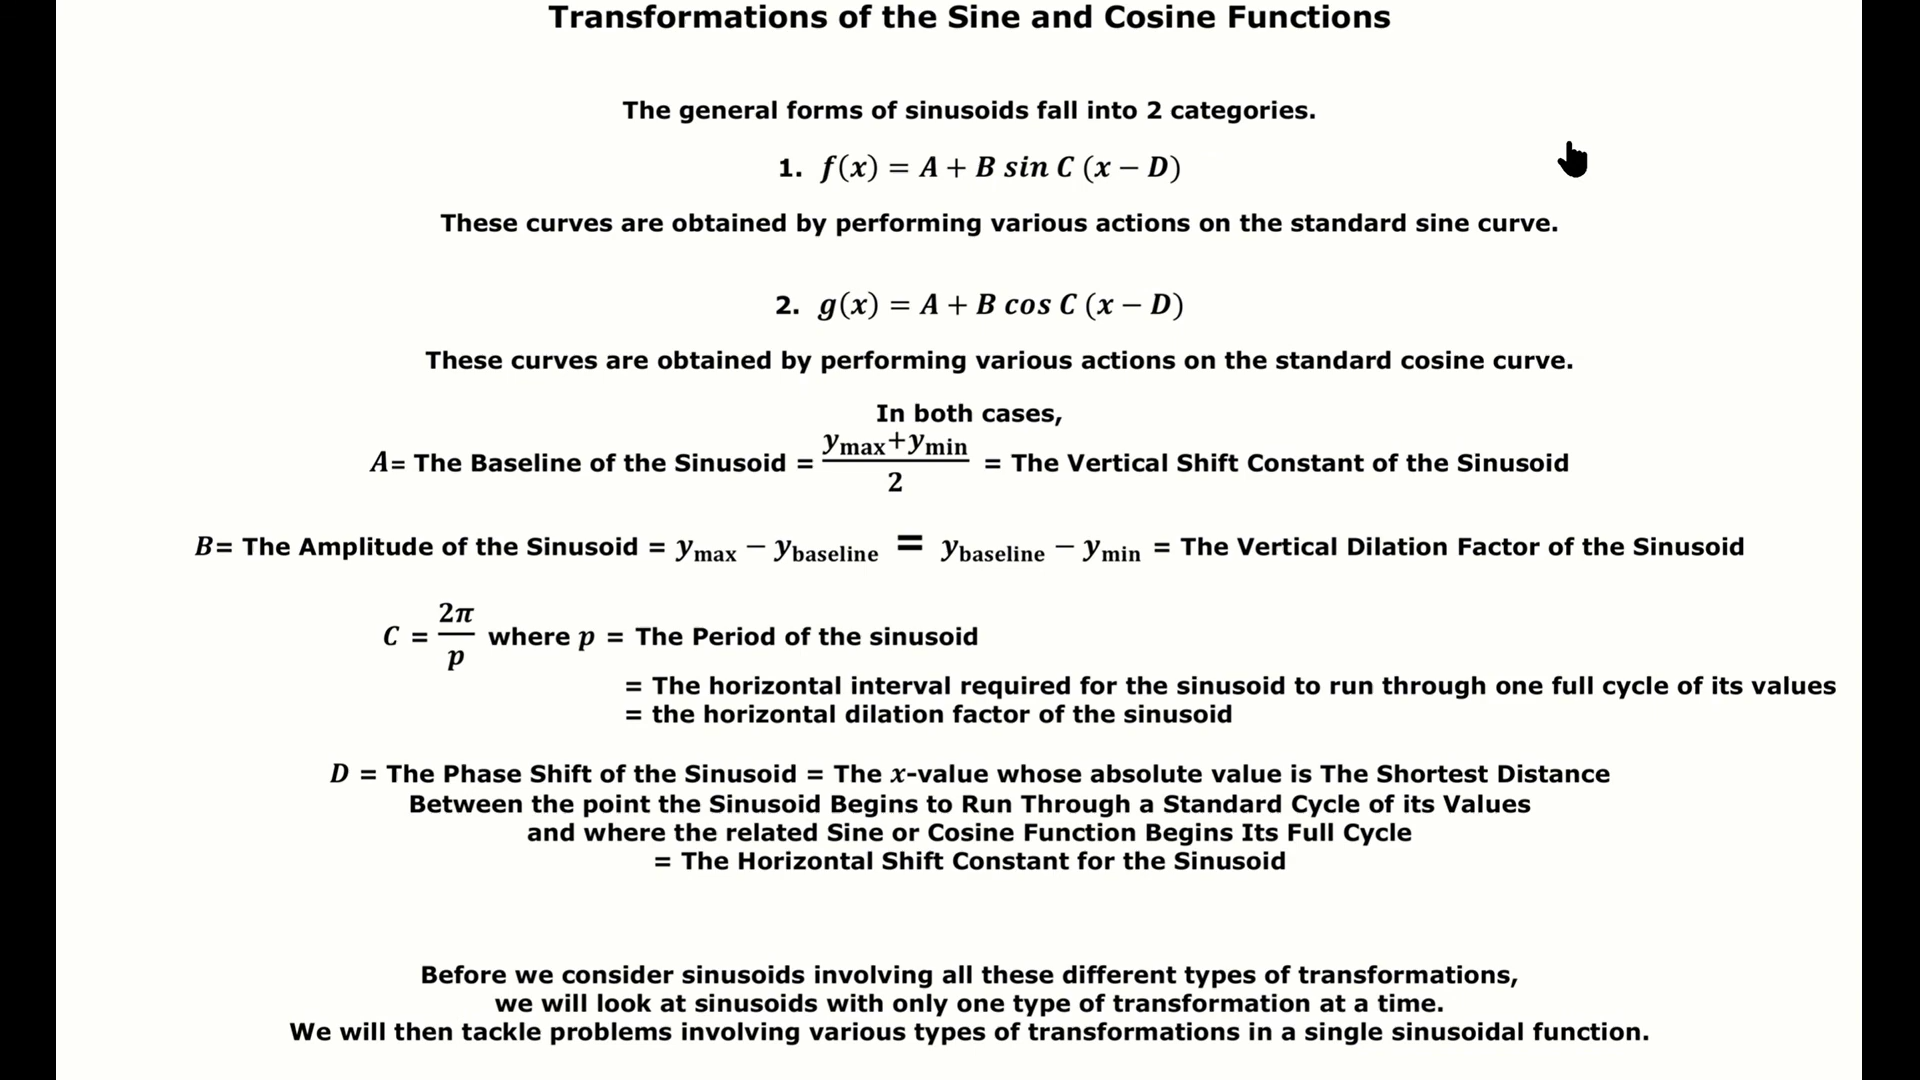 Transformations of the Sine and Cosine Functions
The general forms of sinusoids fall into 2 categories.
1. f(x) = A + B sin C (x − D)
These curves are obtained by performing various actions on the standard sine curve.
2. g(x) = A + B cos C (x − D)
These curves are obtained by performing various actions on the standard cosine curve.
In both cases,
A= The Baseline of the Sinusoid = (ymax+ymin)/2 = The Vertical Shift Constant of the Sinusoid
B= The Amplitude of the Sinusoid = ymax − ybaseline = ybaseline − ymin = The Vertical Dilation Factor of the Sinusoid
C = 2π/p where p = The Period of the sinusoid
= The horizontal interval required for the sinusoid to run through one full cycle of its values
= the horizontal dilation factor of the sinusoid
D = The Phase Shift of the Sinusoid = The x-value whose absolute value is The Shortest Distance
Between the point the Sinusoid Begins to Run Through a Standard Cycle of its Values
and where the related Sine or Cosine Function Begins Its Full Cycle
= The Horizontal Shift Constant for the Sinusoid
Before we consider sinusoids involving all these different types of transformations,
we will look at sinusoids with only one type of transformation at a time.
We will then tackle problems involving various types of transformations in a single sinusoidal function.